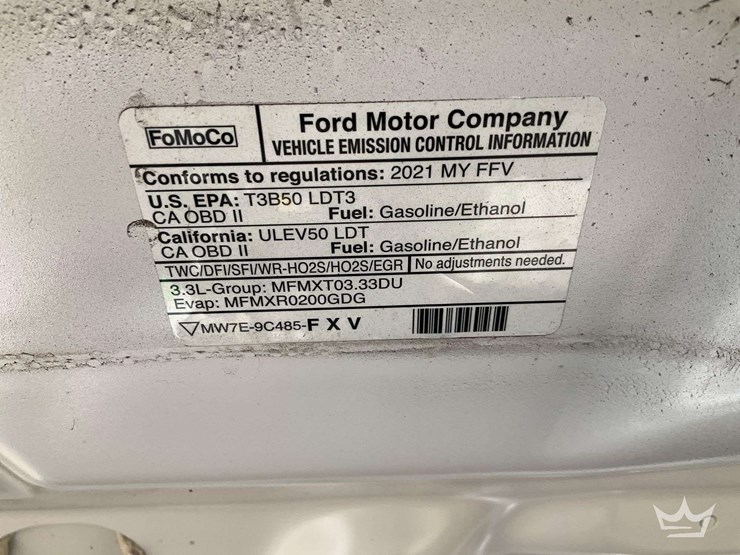 FoMoCo
Ford Motor Company
VEHICLE EMISSION CONTROL INFORMATION
Conforms to regulations: 2021 MY FFV
U.S. EPA: T3B50 LDT3
CA OBD II Fuel: Gasoline/Ethanol
California: ULEV50 LDT
CA OBD II Fuel: Gasoline/Ethanol
TWC/DFI/SFI/WR-HO2S/HO2S/EGR No adjustments needed.
3.3L-Group: MFMXT03.33DU
Evap: MFMXR0200GDG
MW7E-9C485-F X V